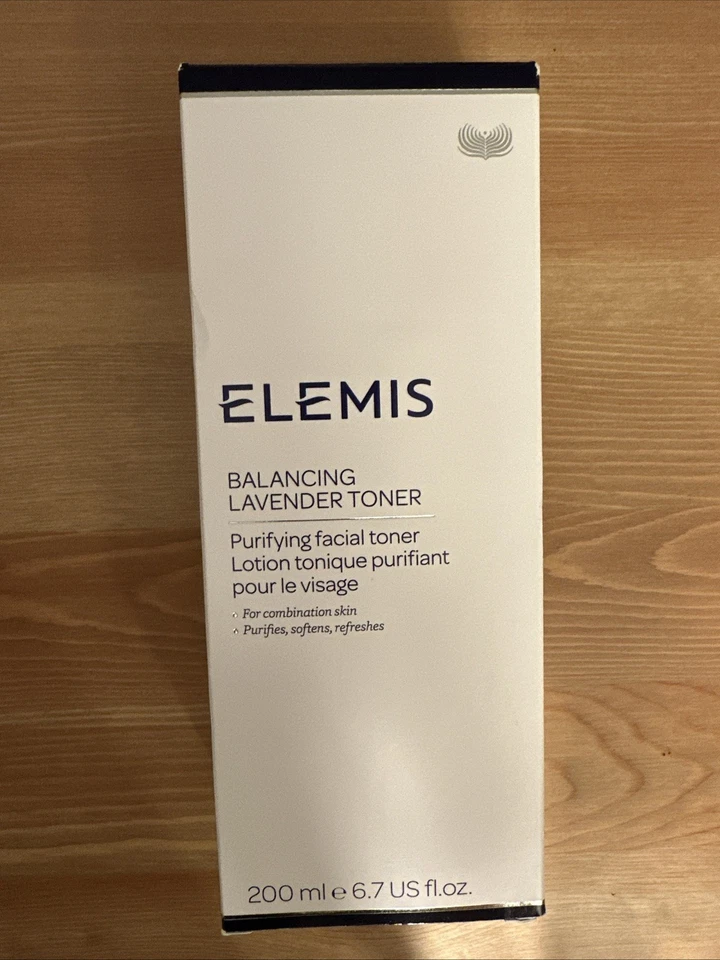 ELEMIS
BALANCING
LAVENDER TONER
Purifying facial toner
Lotion tonique purifiant
pour le visage
For combination skin
Purifies, softens, refreshes
200 ml ℮ 6.7 US fl.oz.